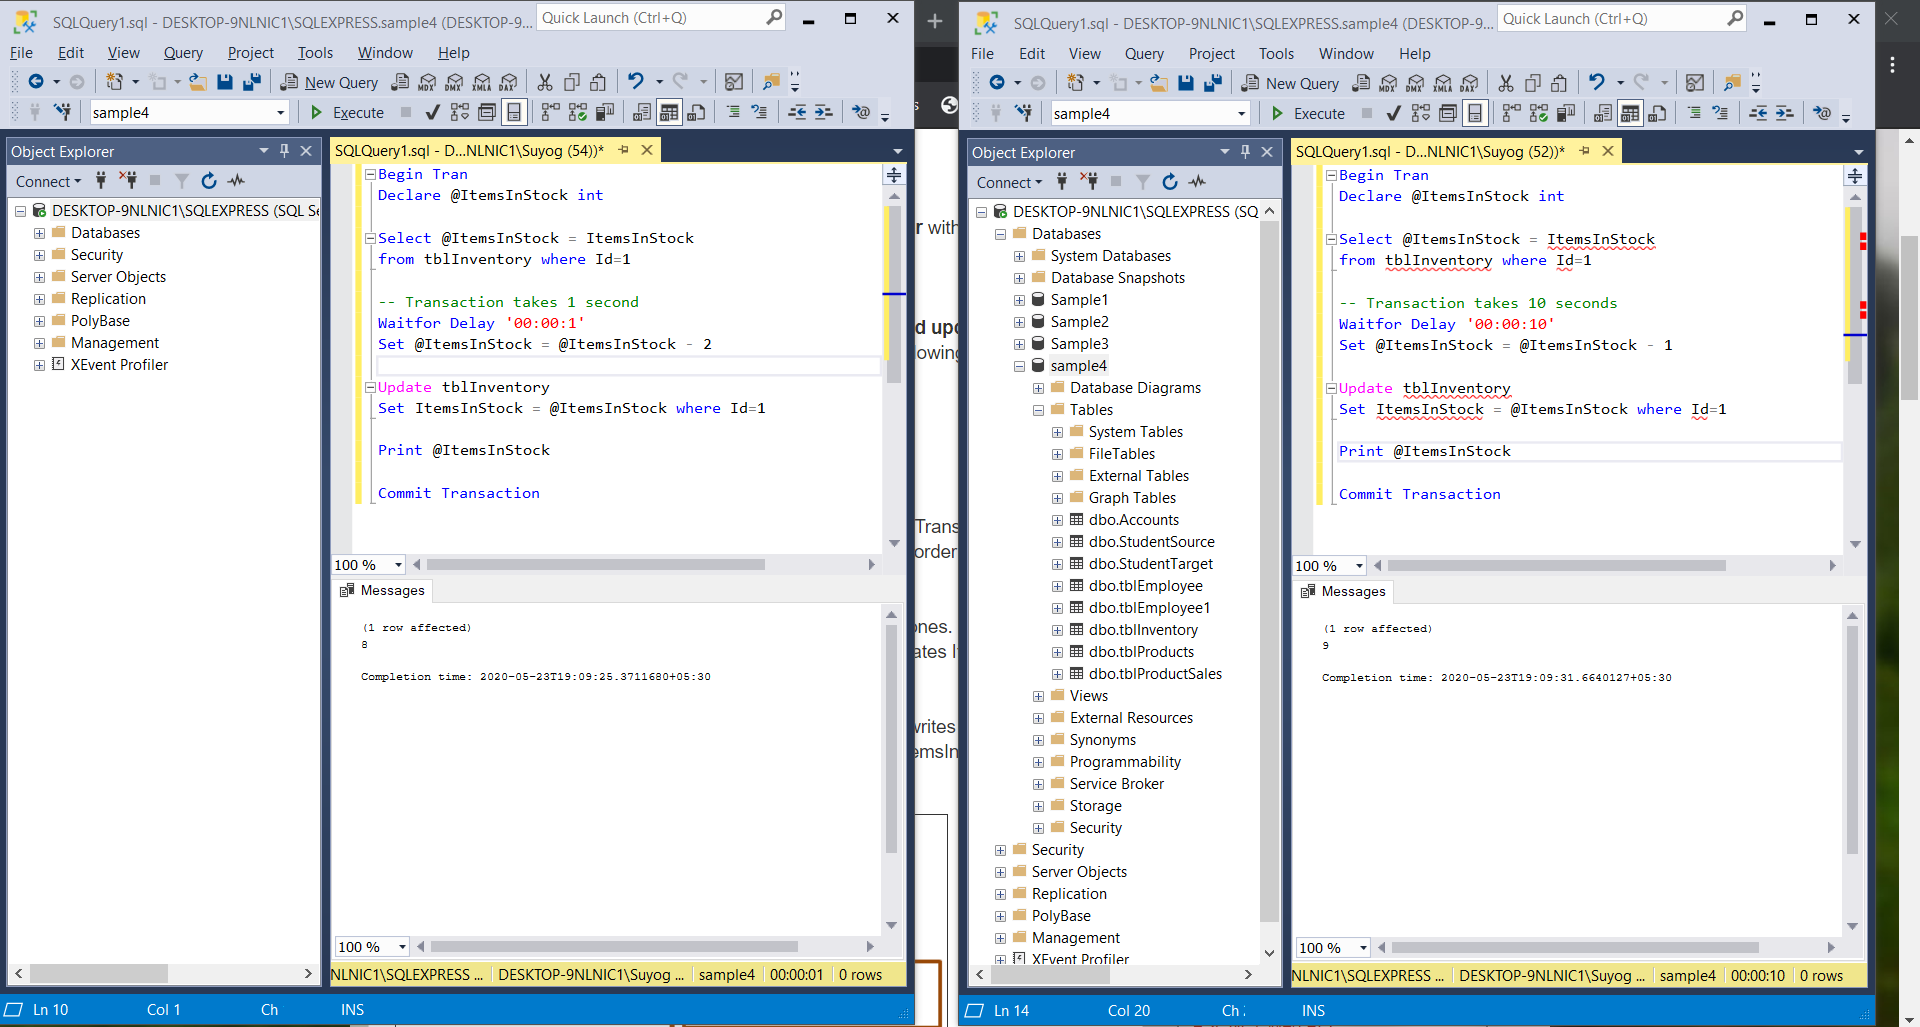 SQLQuery1.sql - DESKTOP-9NLNIC1\SQLEXPRESS.sample4 (DESKTOP-9...
Quick Launch (Ctrl+Q)
File Edit View Query Project Tools Window Help
New Query
MDX DMX XMLA DAX
sample4
Execute
Object Explorer
Connect
DESKTOP-9NLNIC1\SQLEXPRESS (SQL Se
Databases
Security
Server Objects
Replication
PolyBase
Management
XEvent Profiler
SQLQuery1.sql - D...NLNIC1\Suyog (54))*
Begin Tran
Declare @ItemsInStock int
Select @ItemsInStock = ItemsInStock
from tblInventory where Id=1
-- Transaction takes 1 second
Waitfor Delay '00:00:1'
Set @ItemsInStock = @ItemsInStock - 2
Update tblInventory
Set ItemsInStock = @ItemsInStock where Id=1
Print @ItemsInStock
Commit Transaction
100 %
Messages
(1 row affected)
8
Completion time: 2020-05-23T19:09:25.3711680+05:30
100 %
NLNIC1\SQLEXPRESS ... DESKTOP-9NLNIC1\Suyog ... sample4 00:00:01 0 rows
Ln 10 Col 1 Ch INS
s
r with
d upd
lowing
Trans
order
ones.
ates I
writes
emsIn
SQLQuery1.sql - DESKTOP-9NLNIC1\SQLEXPRESS.sample4 (DESKTOP-9...
Quick Launch (Ctrl+Q)
File Edit View Query Project Tools Window Help
New Query
MDX DMX XMLA DAX
sample4
Execute
Object Explorer
Connect
DESKTOP-9NLNIC1\SQLEXPRESS (SQ
Databases
System Databases
Database Snapshots
Sample1
Sample2
Sample3
sample4
Database Diagrams
Tables
System Tables
FileTables
External Tables
Graph Tables
dbo.Accounts
dbo.StudentSource
dbo.StudentTarget
dbo.tblEmployee
dbo.tblEmployee1
dbo.tblInventory
dbo.tblProducts
dbo.tblProductSales
Views
External Resources
Synonyms
Programmability
Service Broker
Storage
Security
Security
Server Objects
Replication
PolyBase
Management
XEvent Profiler
SQLQuery1.sql - D...NLNIC1\Suyog (52))*
Begin Tran
Declare @ItemsInStock int
Select @ItemsInStock = ItemsInStock
from tblInventory where Id=1
-- Transaction takes 10 seconds
Waitfor Delay '00:00:10'
Set @ItemsInStock = @ItemsInStock - 1
Update tblInventory
Set ItemsInStock = @ItemsInStock where Id=1
Print @ItemsInStock
Commit Transaction
100 %
Messages
(1 row affected)
9
Completion time: 2020-05-23T19:09:31.6640127+05:30
100 %
NLNIC1\SQLEXPRESS ... DESKTOP-9NLNIC1\Suyog ... sample4 00:00:10 0 rows
Ln 14 Col 20 Ch INS